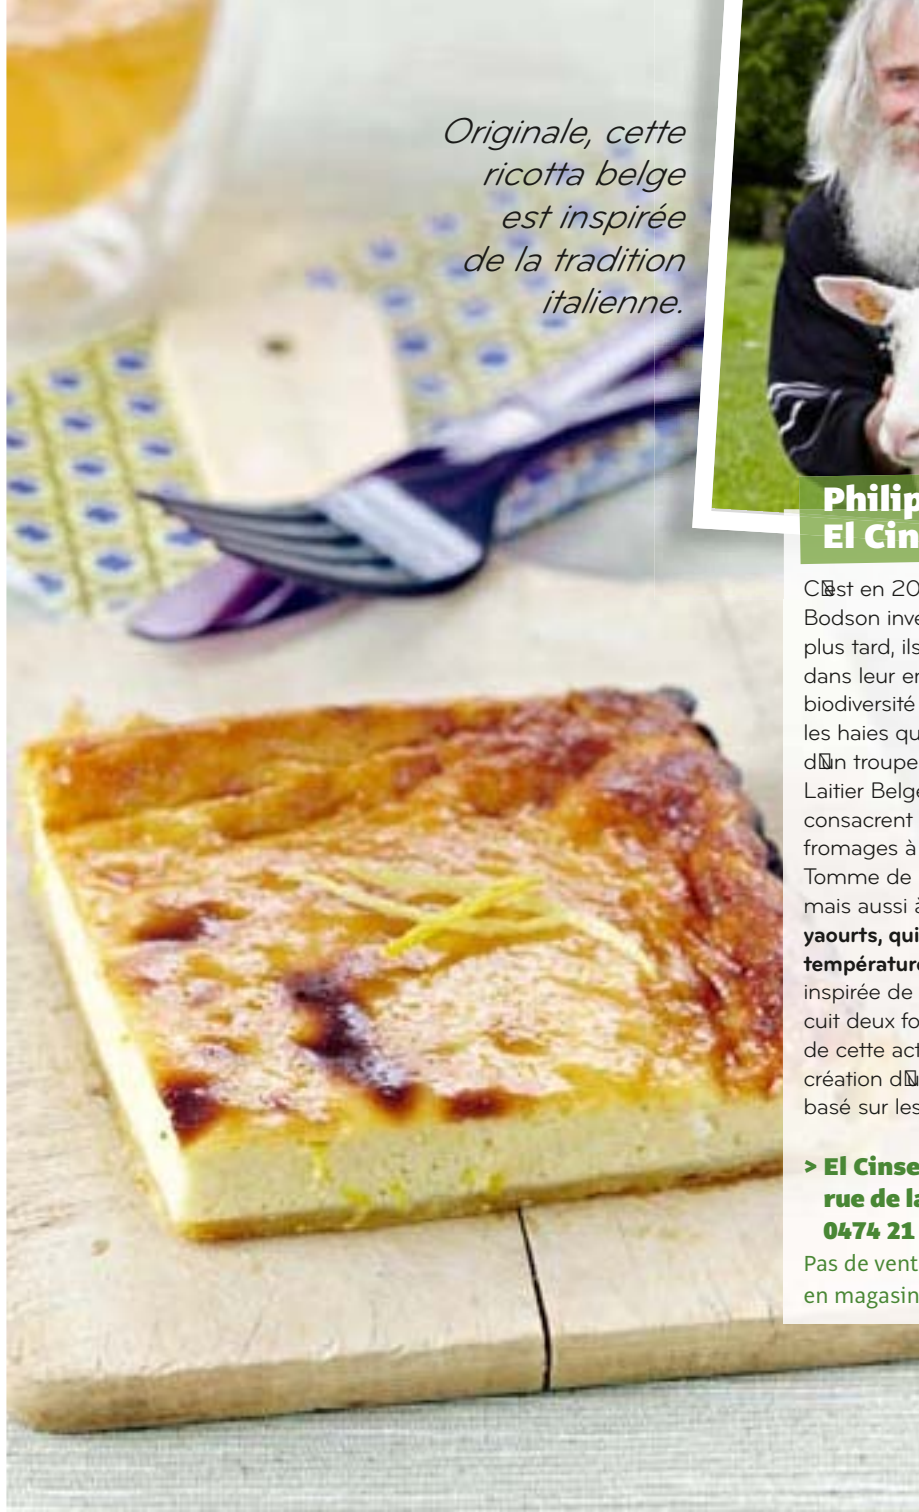 Originale, cette
ricotta belge
est inspirée
de la tradition
italienne.
Philip
El Cin
C'est en 20
Bodson inve
plus tard, ils
dans leur en
biodiversité
les haies qu
d'un troupe
Laitier Belge
consacrent
fromages à
Tomme de
mais aussi à
yaourts, qui
température
inspirée de
cuit deux fo
de cette act
création d'u
basé sur les
> El Cinse
rue de la
0474 21
Pas de vent
en magasin